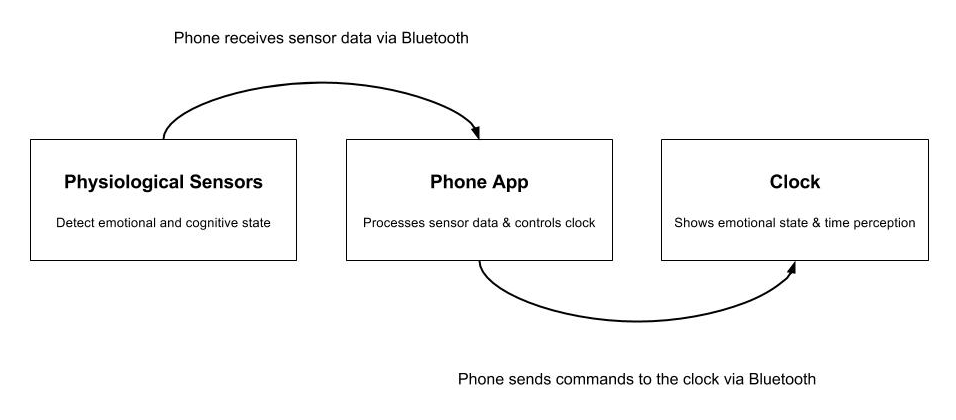 Phone receives sensor data via Bluetooth
Physiological Sensors
Detect emotional and cognitive state
Phone App
Processes sensor data & controls clock
Clock
Shows emotional state & time perception
Phone sends commands to the clock via Bluetooth